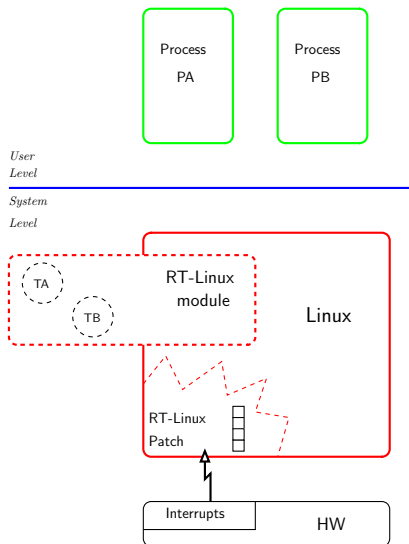 Process
PA
Process
PB
User
Level
System
Level
TA
TB
RT-Linux
module
Linux
RT-Linux
Patch
Interrupts
HW